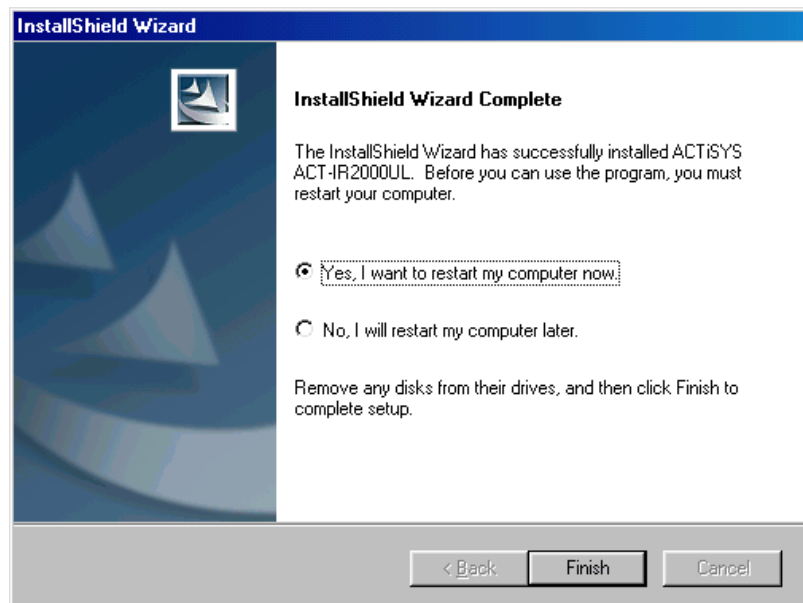 InstallShield Wizard
InstallShield Wizard Complete
The InstallShield Wizard has successfully installed ACTiSYS
ACT-IR2000UL.  Before you can use the program, you must
restart your computer.
Yes, I want to restart my computer now.
No, I will restart my computer later.
Remove any disks from their drives, and then click Finish to
complete setup.
< Back
Finish
Cancel